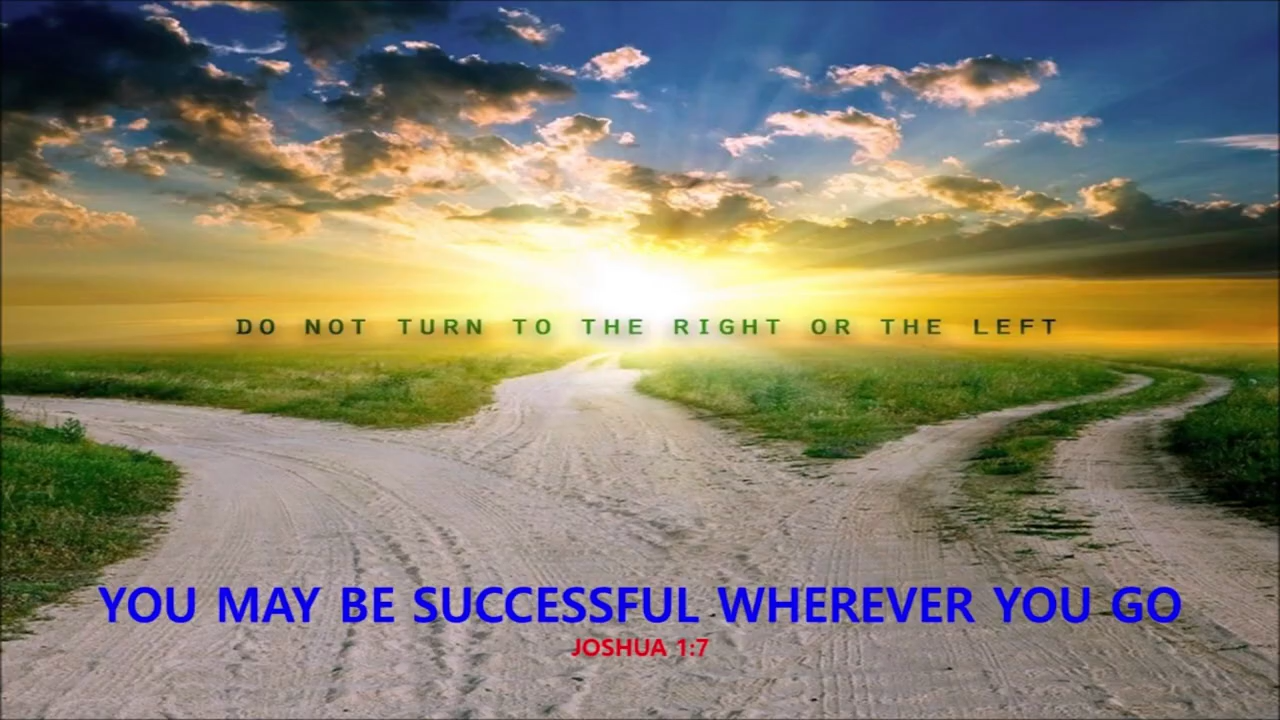 DO NOT TURN TO THE RIGHT OR THE LEFT
YOU MAY BE SUCCESSFUL WHEREVER YOU GO
JOSHUA 1:7